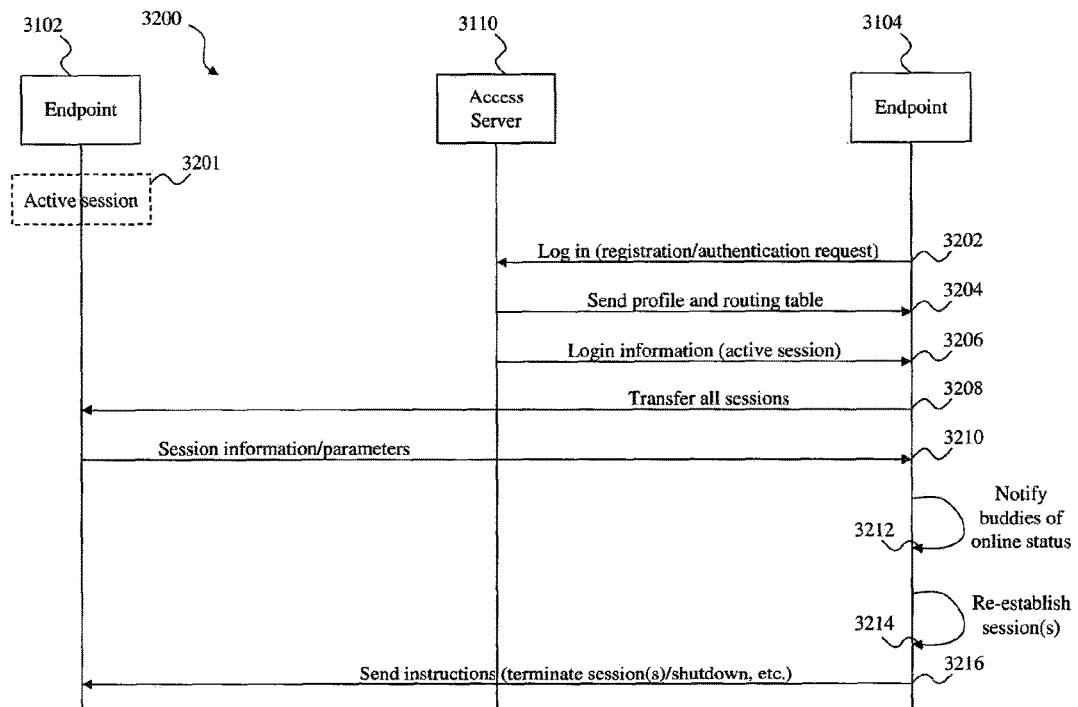 3102
3200
3110
3104
Endpoint
Access
Server
Endpoint
3201
Active session
3202
Log in (registration/authentication request)
3204
Send profile and routing table
3206
Login information (active session)
3208
Transfer all sessions
3210
Session information/parameters
Notify
buddies of
online status
3212
Re-establish
session(s)
3214
3216
Send instructions (terminate session(s)/shutdown, etc.)